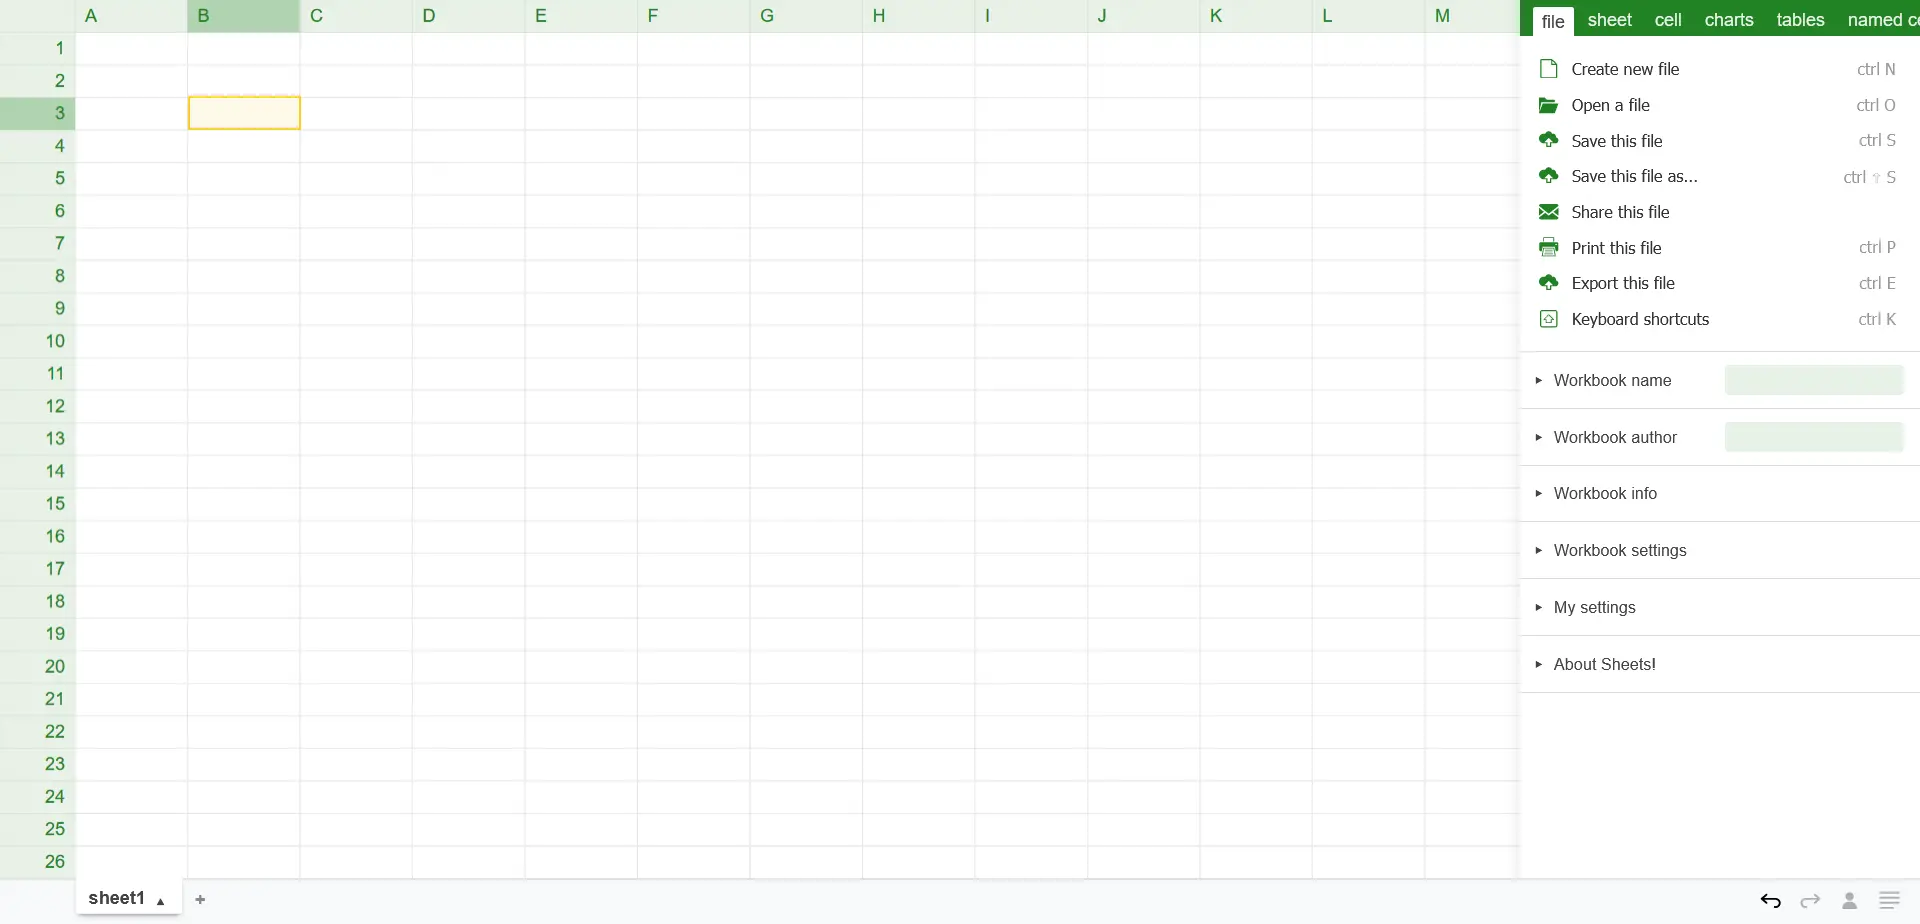 A B C D E F G H I J K L M
1
2
3
4
5
6
7
8
9
10
11
12
13
14
15
16
17
18
19
20
21
22
23
24
25
26
sheet1 ▲ +
file sheet cell charts tables named ce
Create new file ctrl N
Open a file ctrl O
Save this file ctrl S
Save this file as... ctrl ⇧ S
Share this file
Print this file ctrl P
Export this file ctrl E
Keyboard shortcuts ctrl K
Workbook name
Workbook author
Workbook info
Workbook settings
My settings
About Sheets!